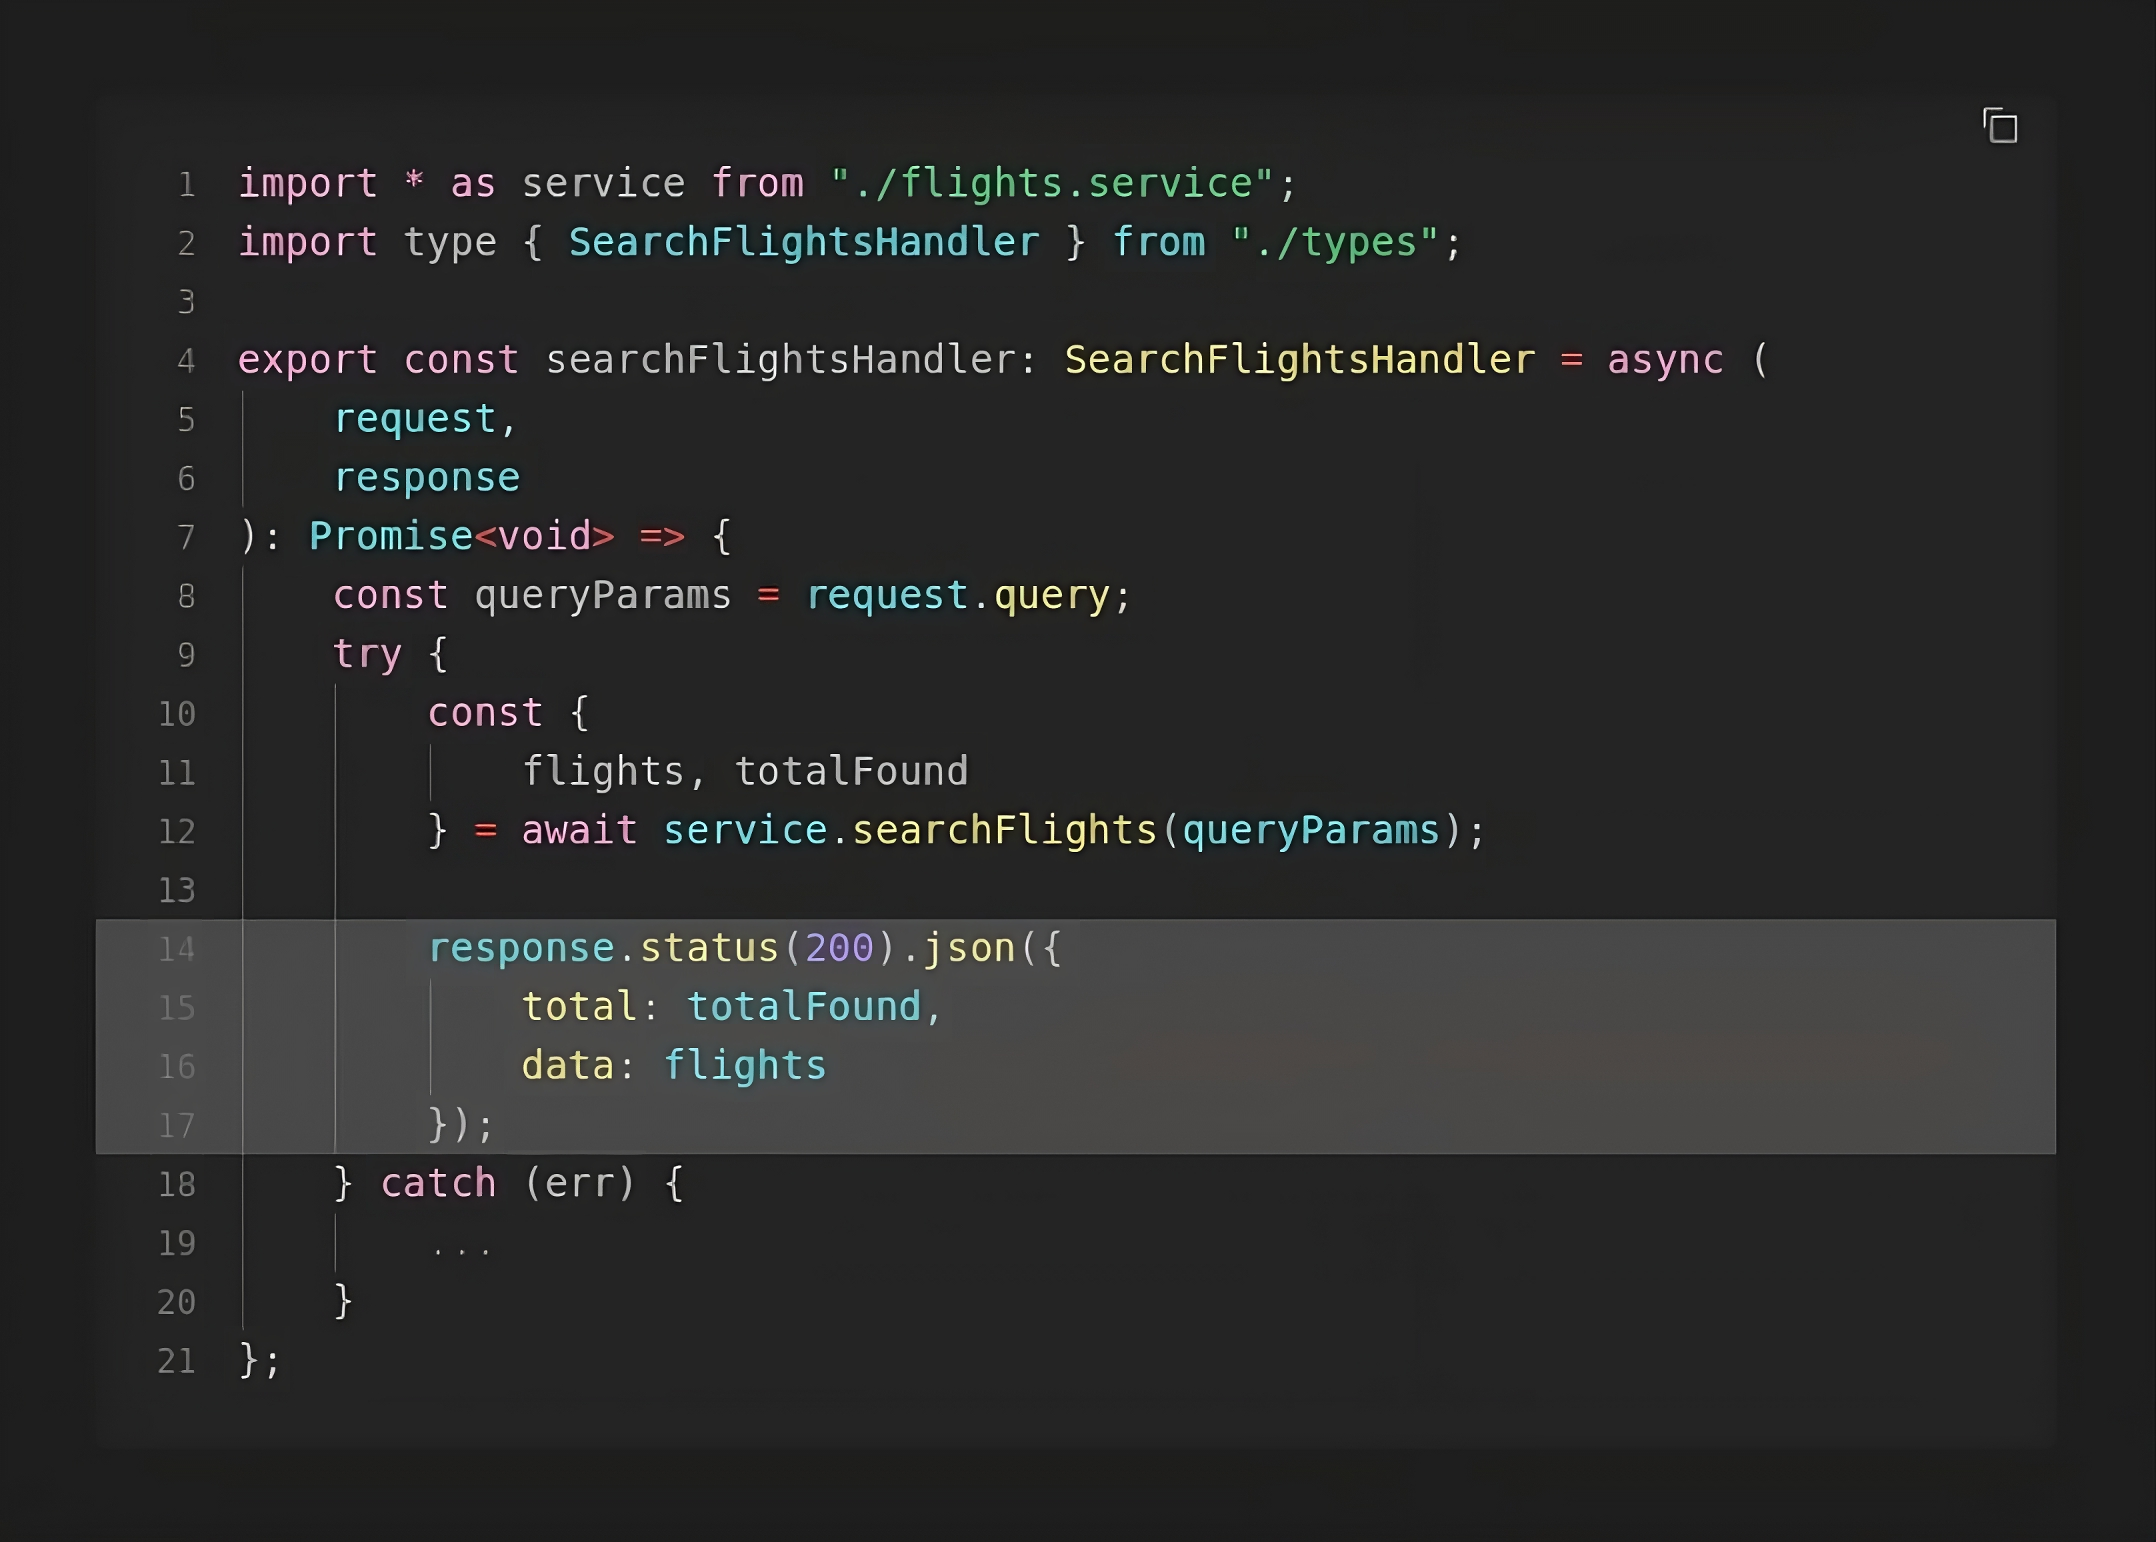 1 import * as service from "./flights.service";
2 import type { SearchFlightsHandler } from "./types";
3
4 export const searchFlightsHandler: SearchFlightsHandler = async (
5     request,
6     response
7 ): Promise<void> => {
8     const queryParams = request.query;
9     try {
10         const {
11             flights, totalFound
12         } = await service.searchFlights(queryParams);
13
14         response.status(200).json({
15             total: totalFound,
16             data: flights
17         });
18     } catch (err) {
19         ...
20     }
21 };